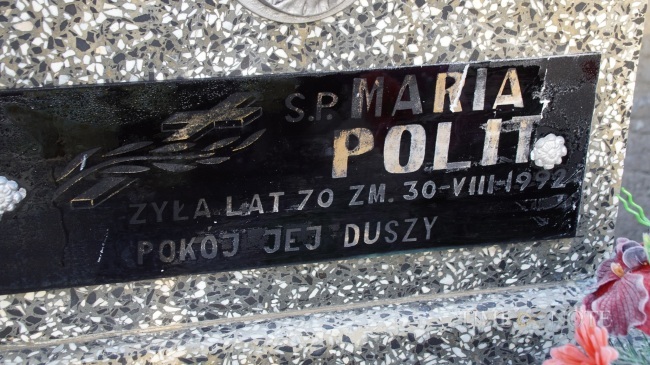 Ś.P. MARIA
POLIT
ŻYŁA LAT 70 ZM. 30-VIII-1992
POKÓJ JEJ DUSZY